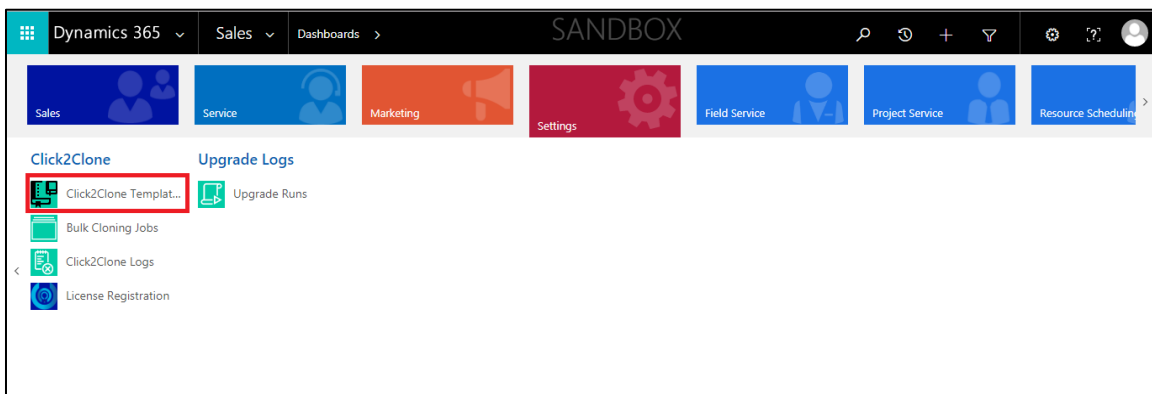 Dynamics 365 Sales Dashboards SANDBOX
Sales Service Marketing Settings Field Service Project Service Resource Scheduling
Click2Clone Upgrade Logs
Click2Clone Templat... Upgrade Runs
Bulk Cloning Jobs
Click2Clone Logs
License Registration